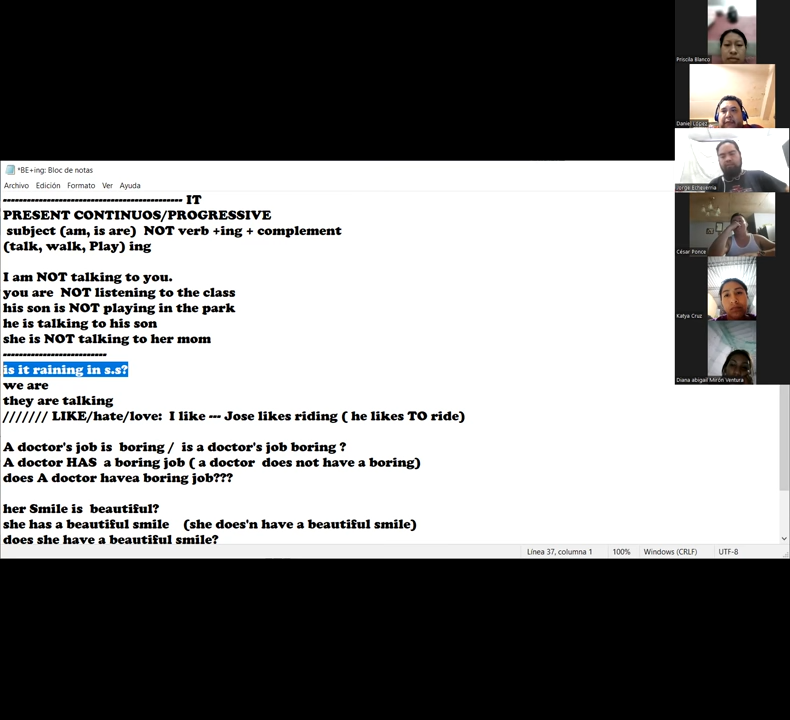 *BE+ing: Bloc de notas
Archivo Edición Formato Ver Ayuda
--------------------------------------------- IT
PRESENT CONTINUOS/PROGRESSIVE
subject (am, is are) NOT verb +ing + complement
(talk, walk, Play) ing
I am NOT talking to you.
you are NOT listening to the class
his son is NOT playing in the park
he is talking to his son
she is NOT talking to her mom
--------------------------
is it raining in s.s?
we are
they are talking
/////// LIKE/hate/love: I like --- Jose likes riding ( he likes TO ride)
A doctor's job is boring / is a doctor's job boring ?
A doctor HAS a boring job ( a doctor does not have a boring)
does A doctor havea boring job???
her Smile is beautiful?
she has a beautiful smile (she does'n have a beautiful smile)
does she have a beautiful smile?
Línea 37, columna 1 100% Windows (CRLF) UTF-8
Priscila Blanco
Daniel López
Jorge Echeverria
César Ponce
Katya Cruz
Diana abigail Mirón Ventura